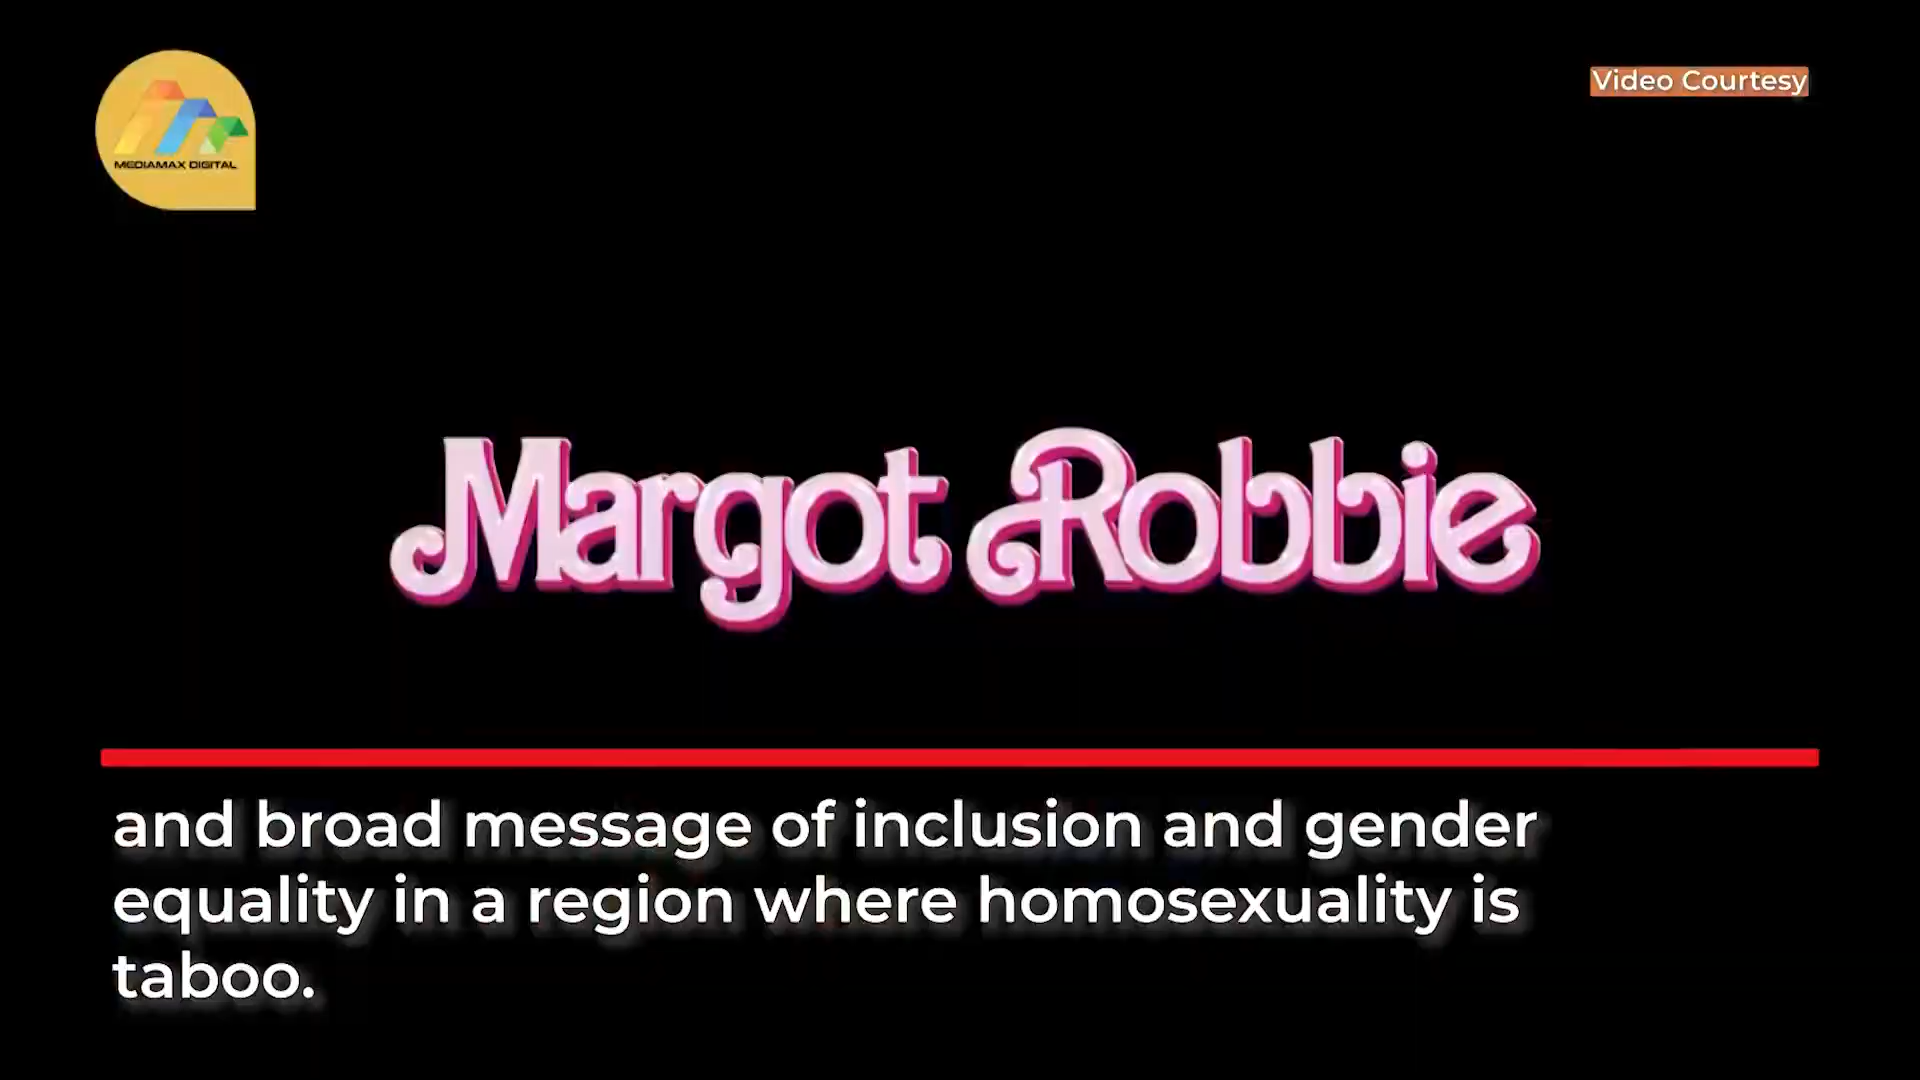 MEDIAMAX DIGITAL
Video Courtesy
Margot Robbie
and broad message of inclusion and gender
equality in a region where homosexuality is
taboo.